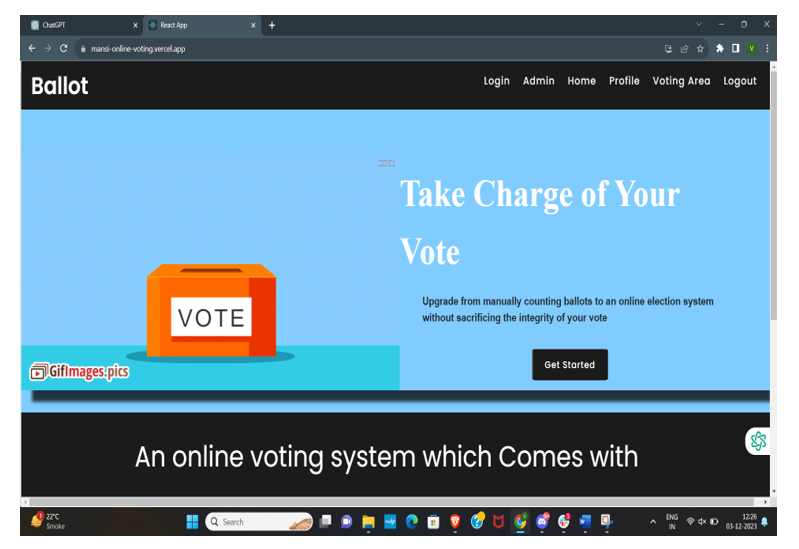 ChatGPT
React App
mansi-online-voting.vercel.app
Ballot
Login Admin Home Profile Voting Area Logout
Take Charge of Your
Vote
Upgrade from manually counting ballots to an online election system
without sacrificing the integrity of your vote
VOTE
GifImages.pics
Get Started
An online voting system which Comes with
22°C
Smoke
Search
ENG
IN
12:26
03-12-2023